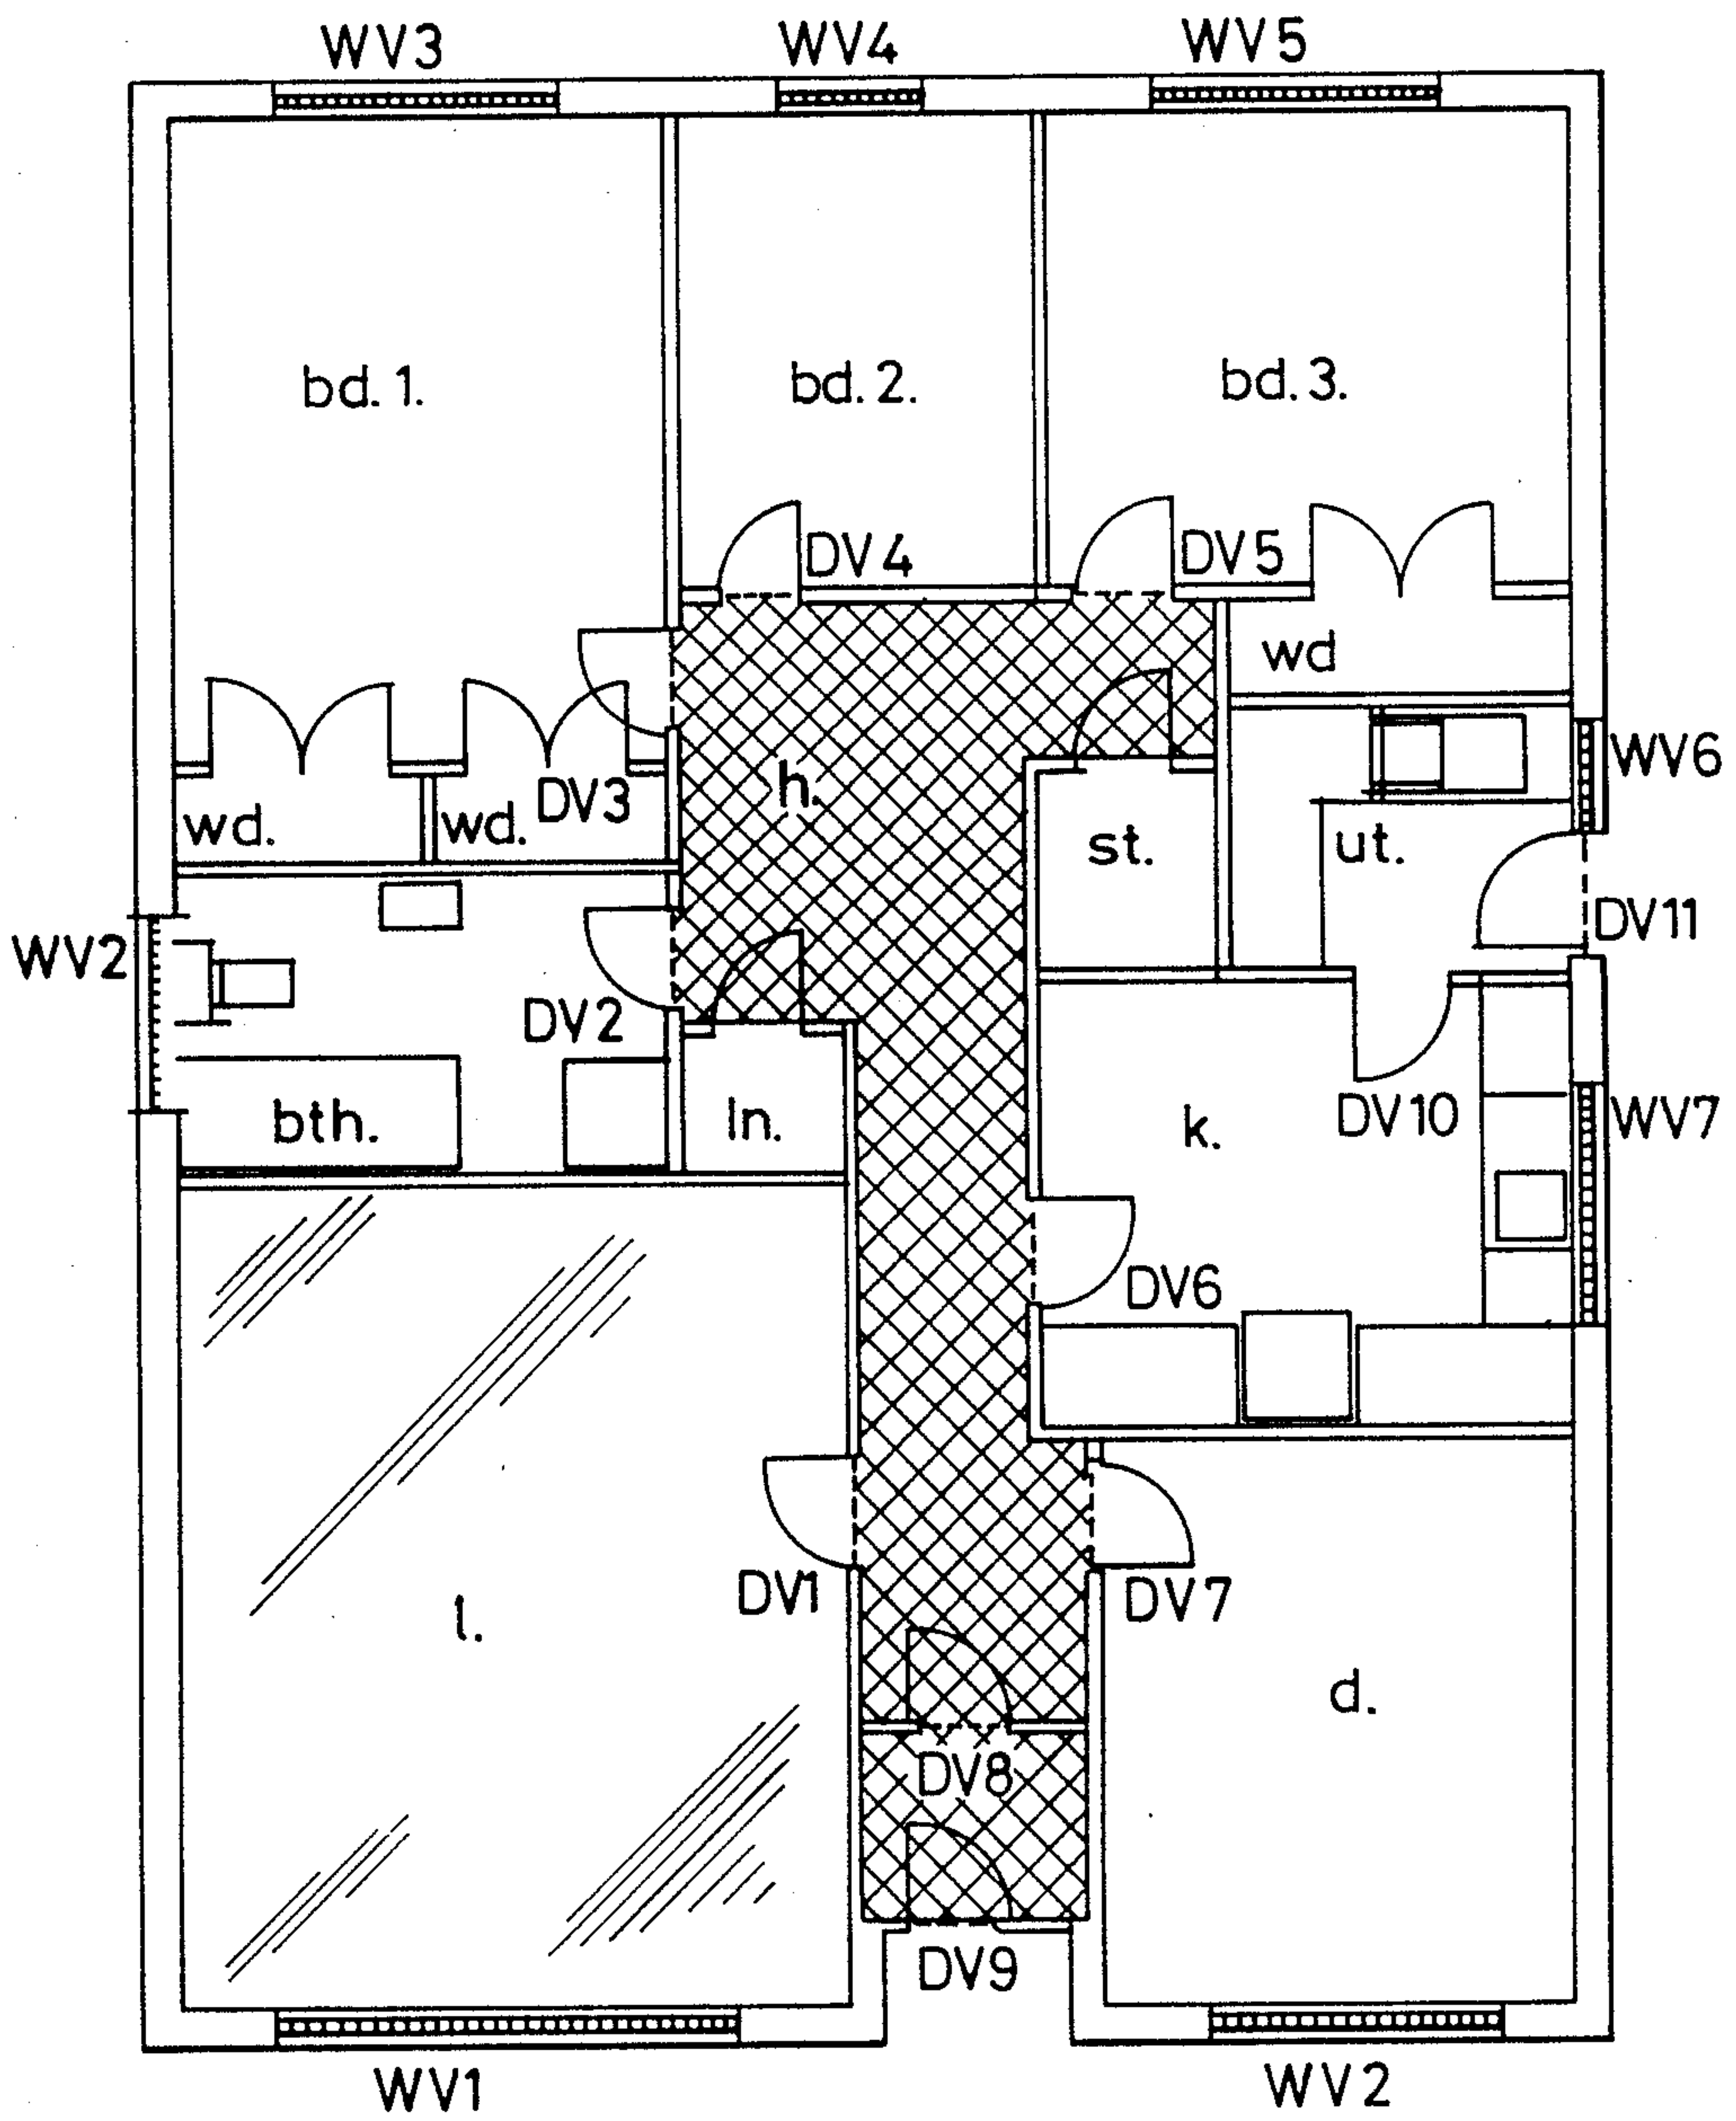 WV3 WV4 WV5
bd. 1. bd. 2. bd. 3.
DV4 DV5
wd
wd. wd. DV3 h. st. ut. WV6
WV2 DV2 DV11
bth. ln. k. DV10 WV7
DV6
l. DV1 DV7
d.
DV8
DV9
WV1 WV2